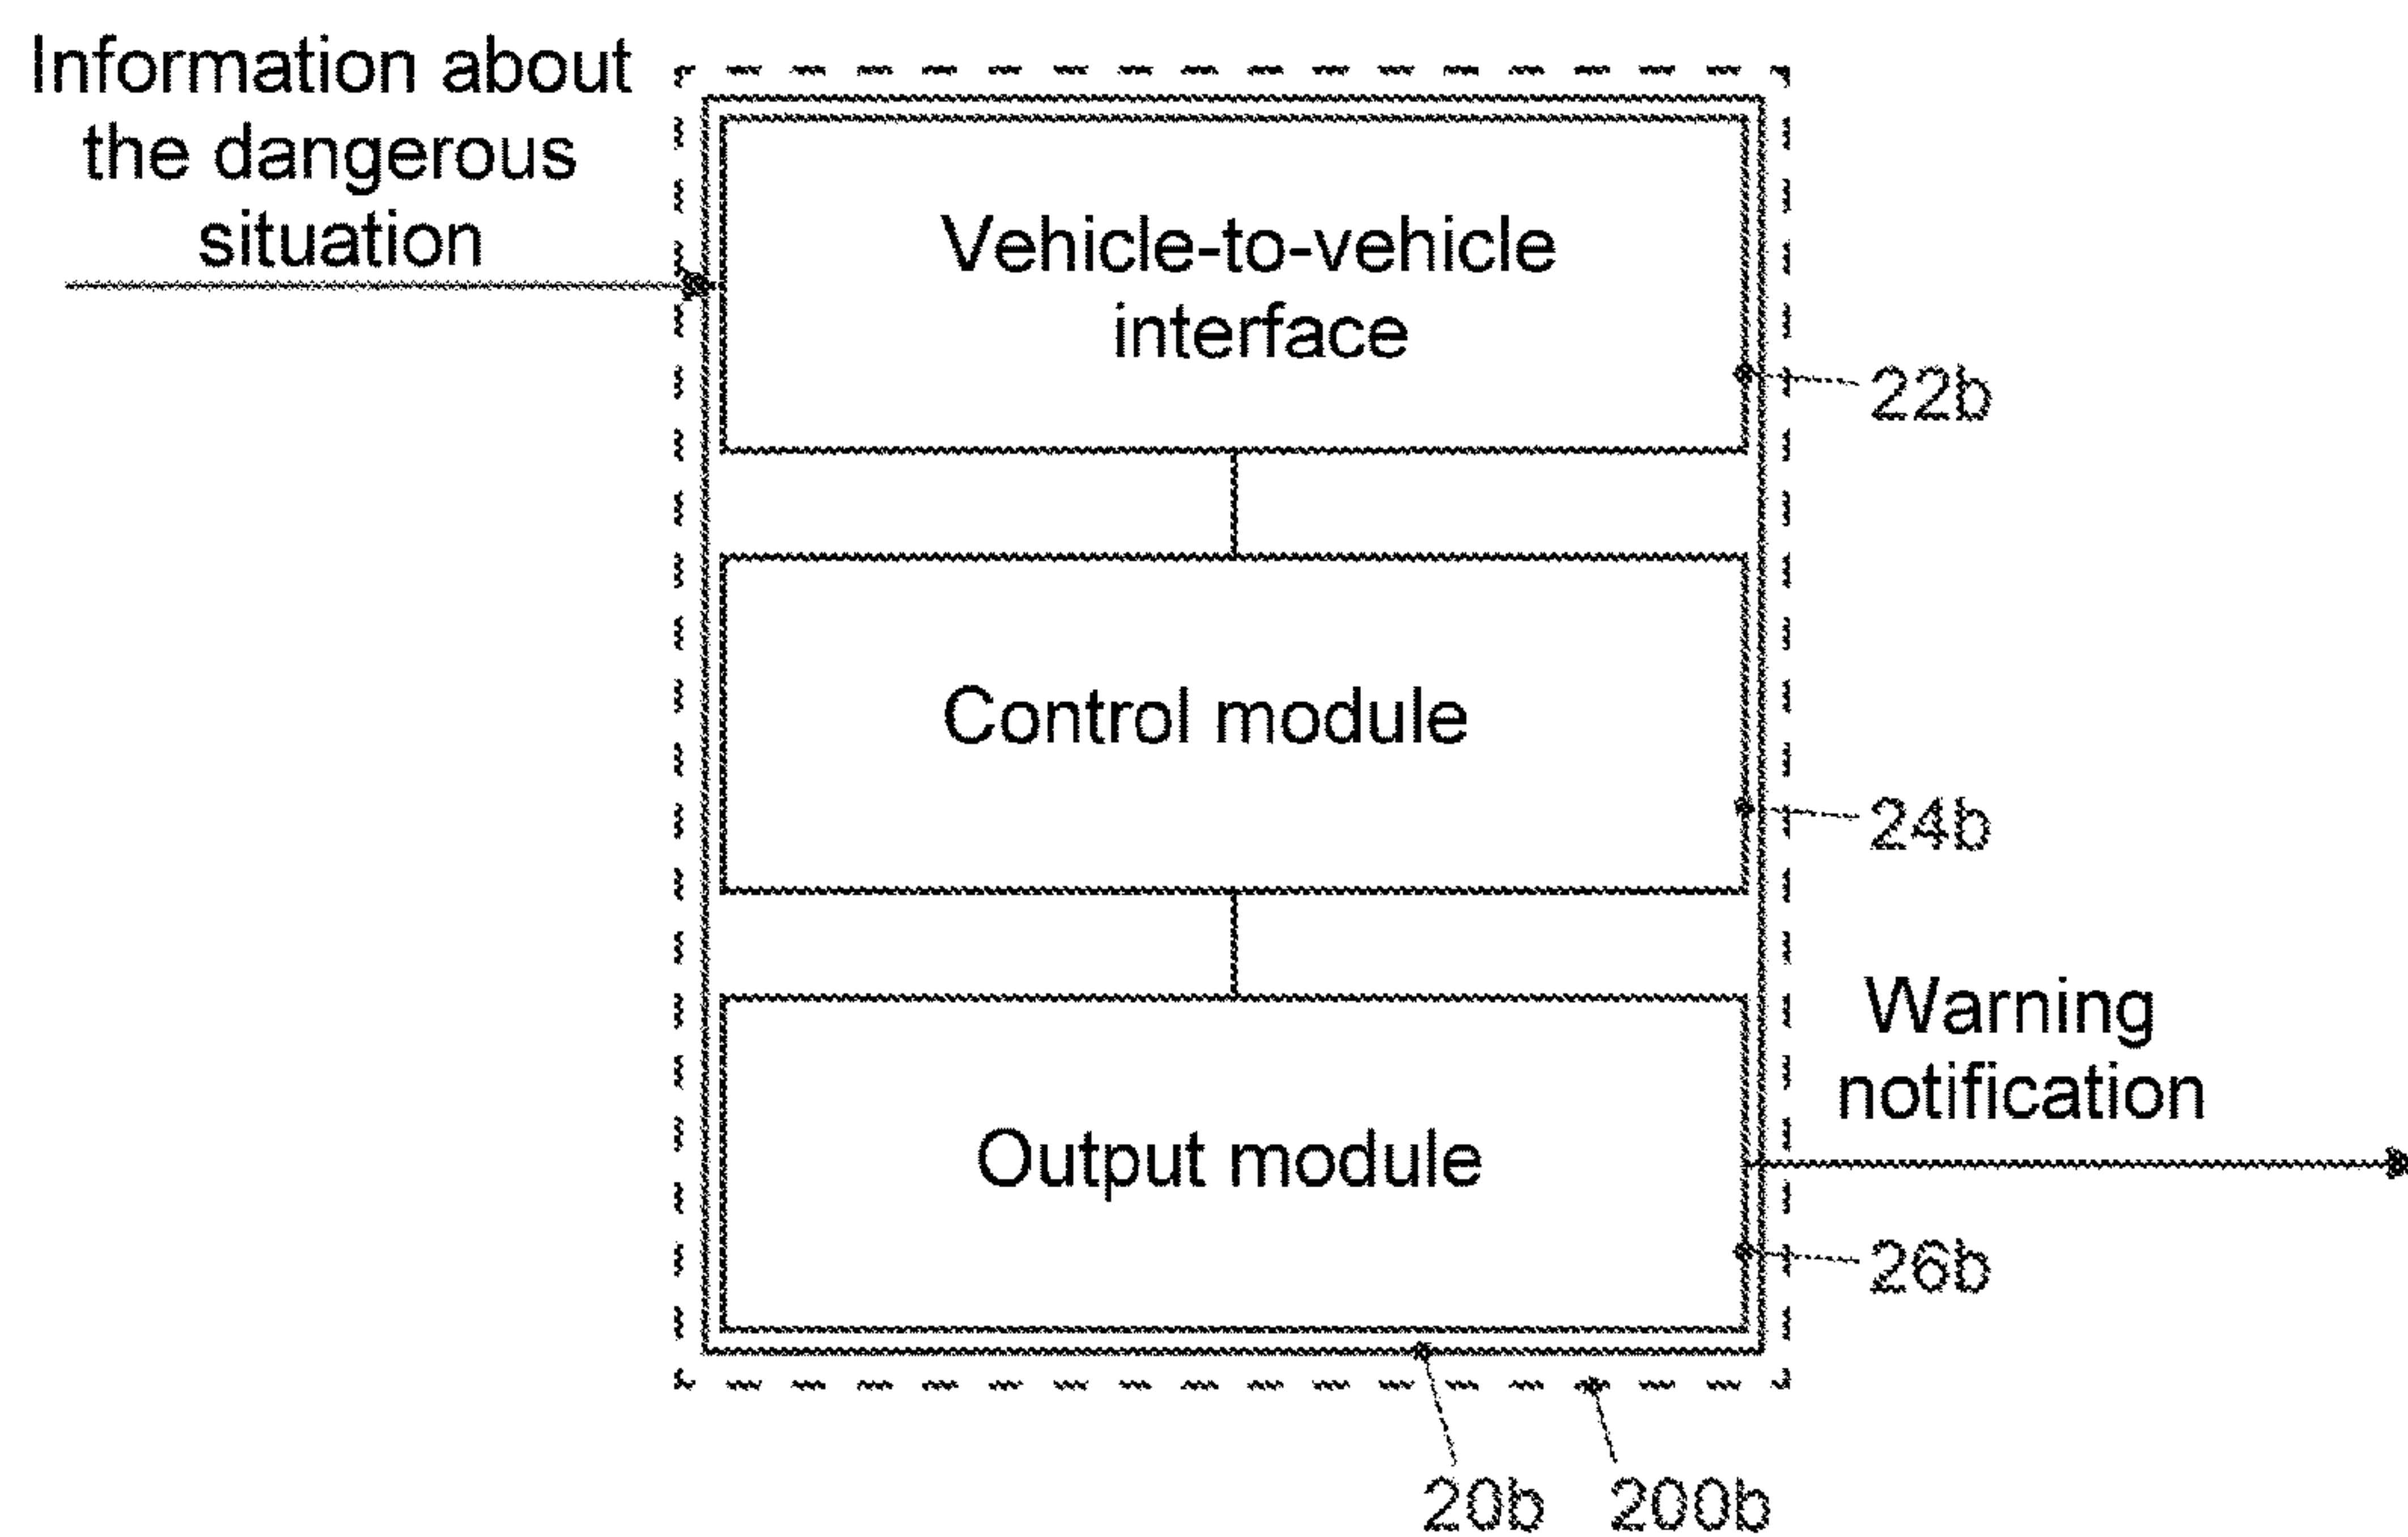 Information about
the dangerous
situation
Vehicle-to-vehicle
interface
22b
Control module
24b
Warning
notification
Output module
26b
20b
200b